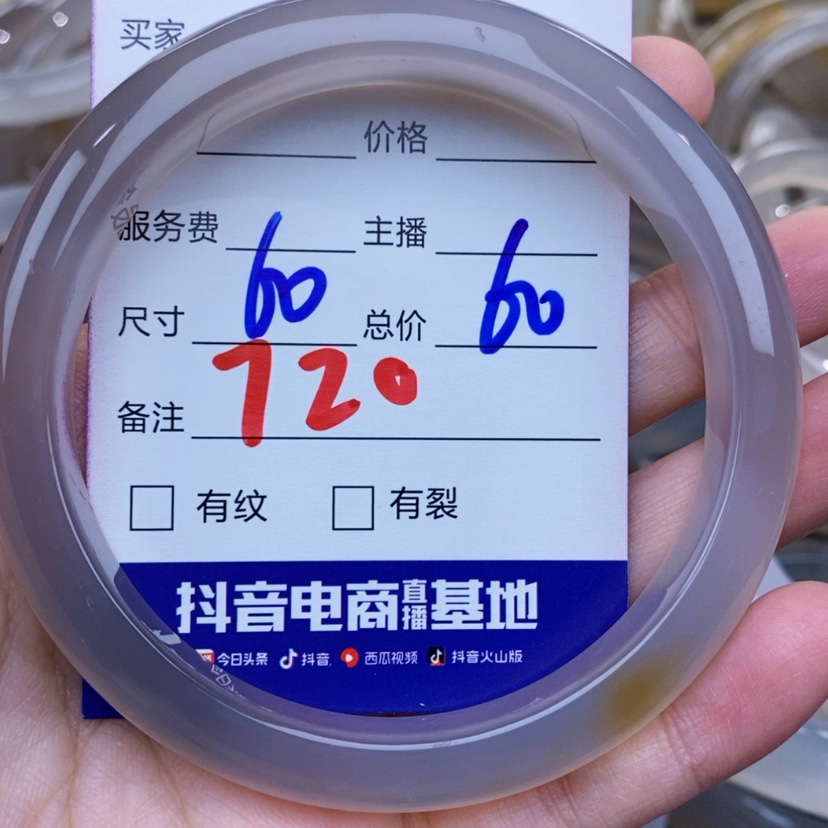 买家
价格
服务费 主播
尺寸 60 总价 60
备注 720
有纹 有裂
抖音电商直播基地
今日头条 抖音 西瓜视频 抖音火山版